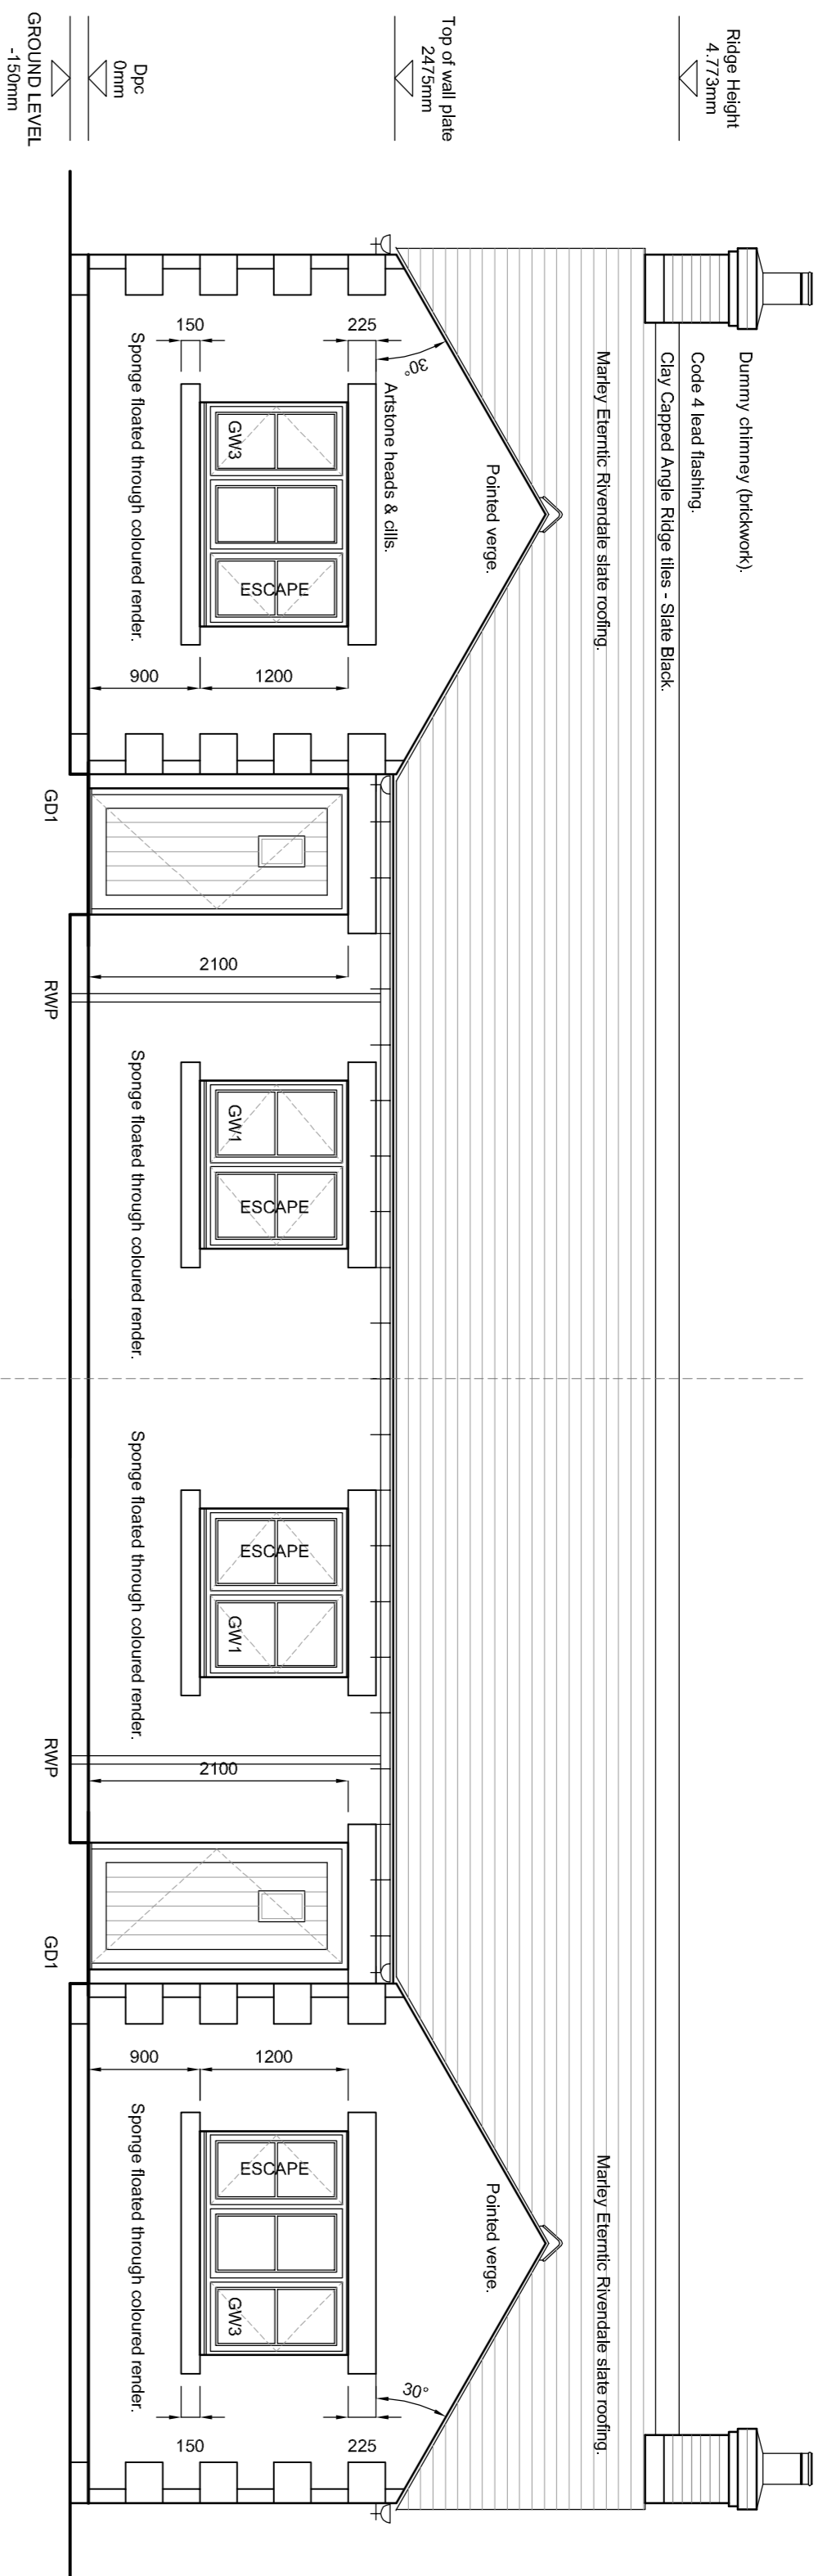 Ridge Height
4.773mm
Top of wall plate
2475mm
Dpc
0mm
GROUND LEVEL
-150mm
Dummy chimney (brickwork).
Code 4 lead flashing.
Clay Capped Angle Ridge tiles - Slate Black.
Marley Eterntic Rivendale slate roofing.
Marley Eterntic Rivendale slate roofing.
Pointed verge.
Pointed verge.
30°
30°
Artstone heads & cills.
225
150
GW3
ESCAPE
1200
900
Sponge floated through coloured render.
GD1
2100
RWP
GW1
ESCAPE
Sponge floated through coloured render.
ESCAPE
GW1
Sponge floated through coloured render.
RWP
2100
GD1
1200
900
ESCAPE
GW3
Sponge floated through coloured render.
225
150